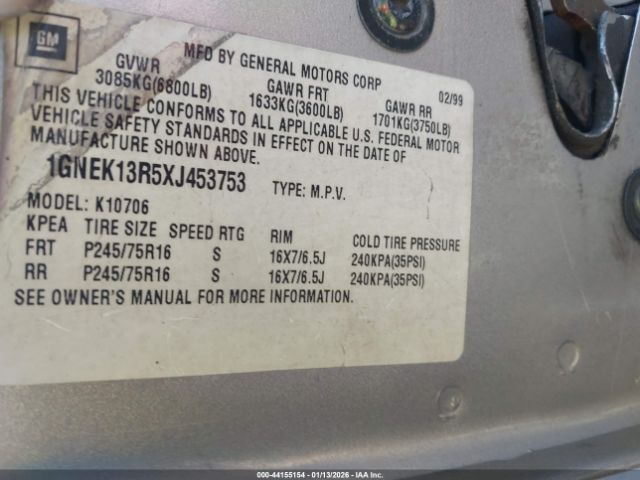 GM
MFD BY GENERAL MOTORS CORP 02/99
GVWR GAWR FRT GAWR RR
3085KG(6800LB) 1633KG(3600LB) 1701KG(3750LB)
THIS VEHICLE CONFORMS TO ALL APPLICABLE U.S. FEDERAL MOTOR
VEHICLE SAFETY STANDARDS IN EFFECT ON THE DATE OF
MANUFACTURE SHOWN ABOVE.
1GNEK13R5XJ453753 TYPE: M.P.V.
MODEL: K10706
KPEA TIRE SIZE SPEED RTG RIM COLD TIRE PRESSURE
FRT P245/75R16 S 16X7/6.5J 240KPA(35PSI)
RR P245/75R16 S 16X7/6.5J 240KPA(35PSI)
SEE OWNER'S MANUAL FOR MORE INFORMATION.
000-44155154 - 01/13/2026 - IAA Inc.